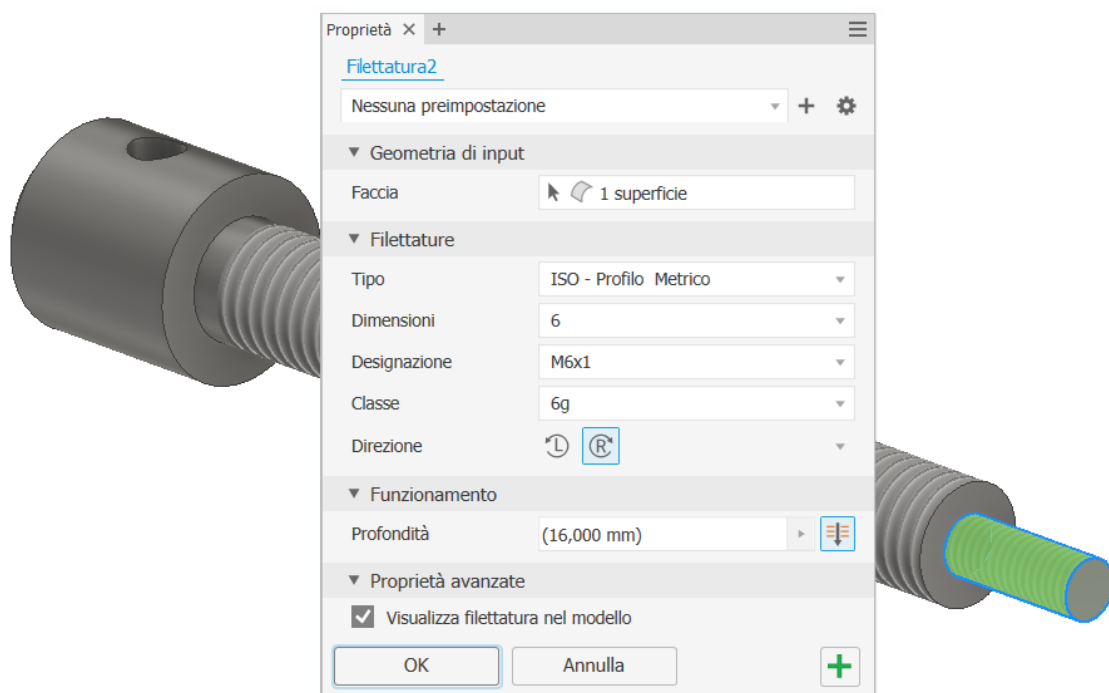 Proprietà
Filettatura2
Nessuna preimpostazione
Geometria di input
Faccia 1 superficie
Filettature
Tipo ISO - Profilo Metrico
Dimensioni 6
Designazione M6x1
Classe 6g
Direzione L R
Funzionamento
Profondità (16,000 mm)
Proprietà avanzate
Visualizza filettatura nel modello
OK Annulla